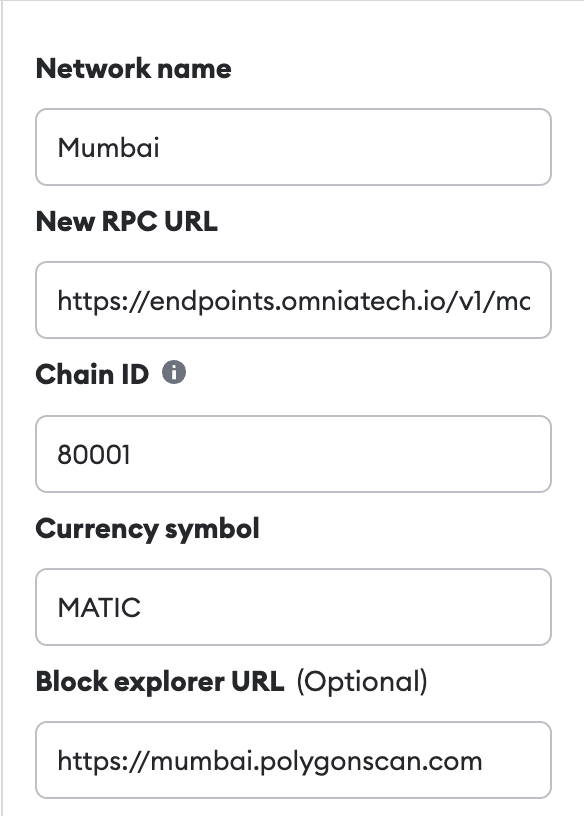 Network name
Mumbai
New RPC URL
https://endpoints.omniatech.io/v1/mc
Chain ID
80001
Currency symbol
MATIC
Block explorer URL (Optional)
https://mumbai.polygonscan.com